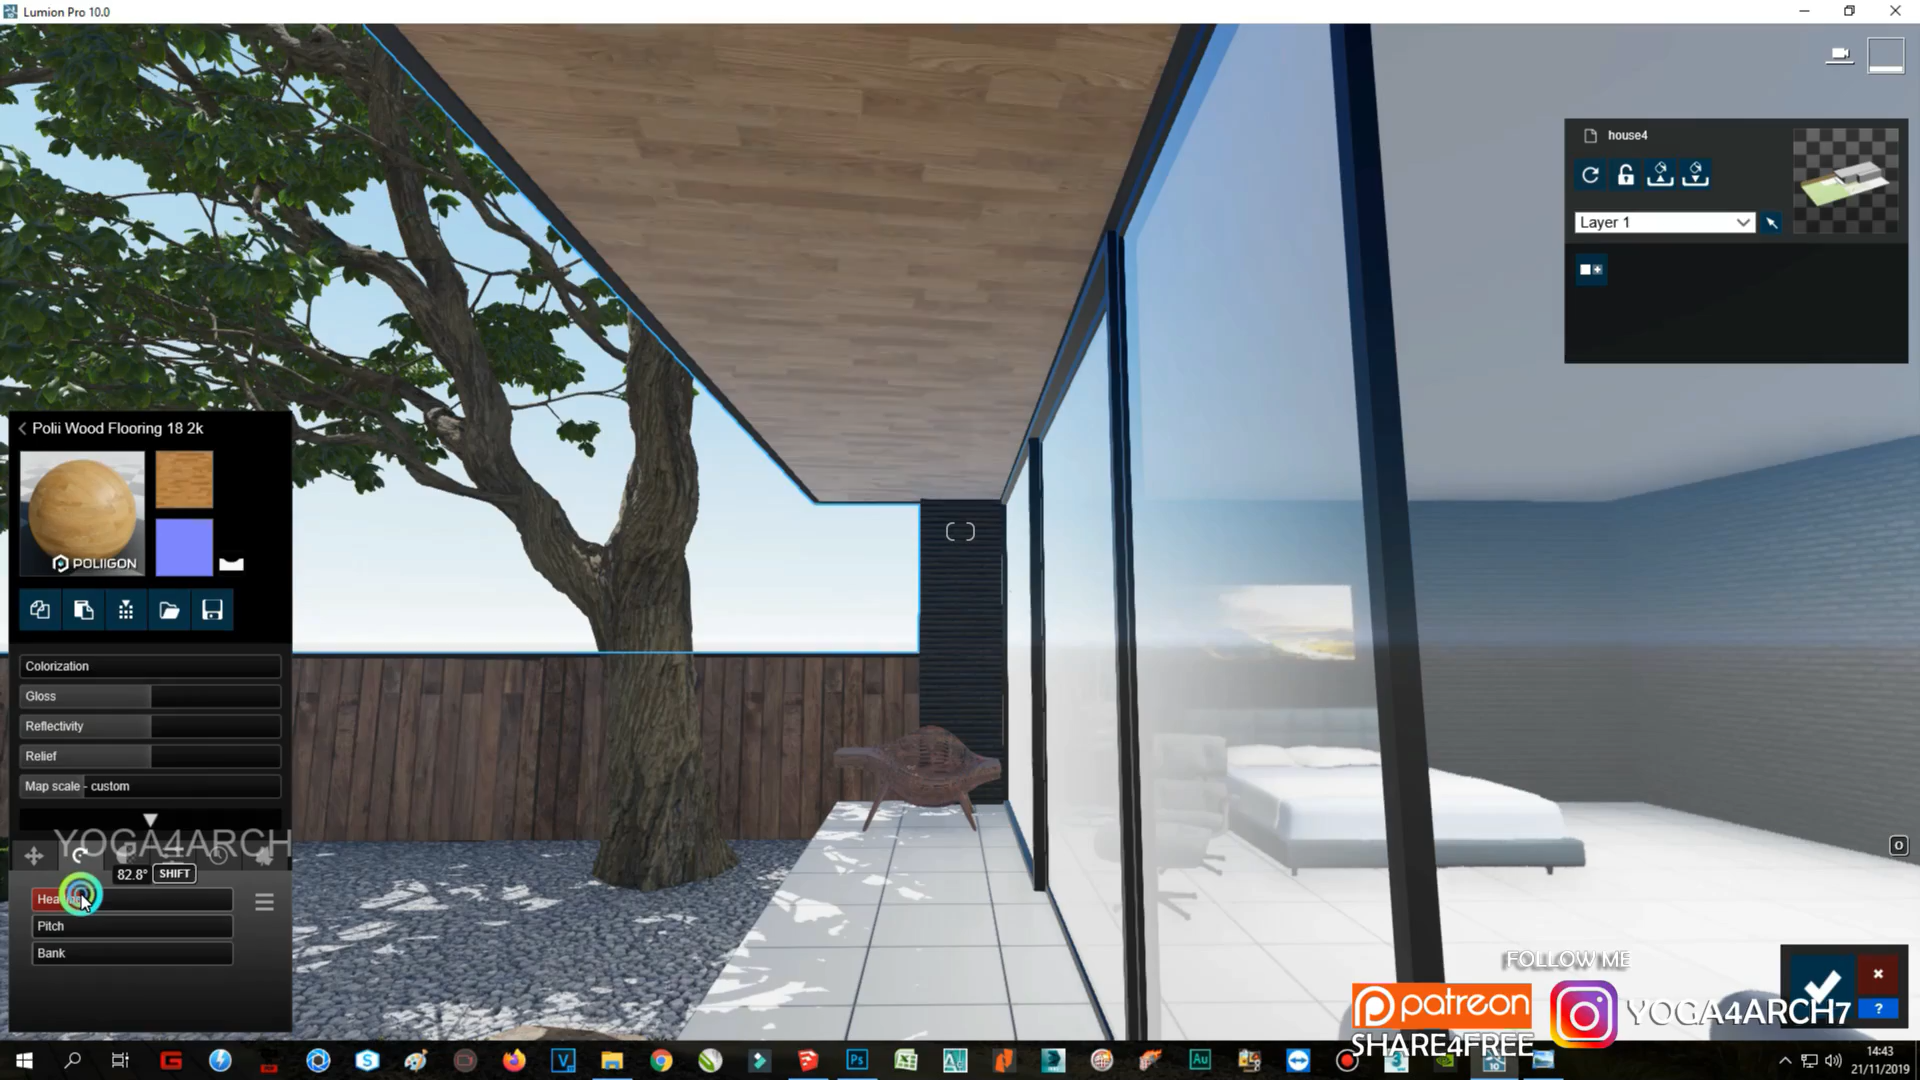 Lumion Pro 10.0
house4
Layer 1
Polii Wood Flooring 18 2k
POLIIGON
Colorization
Gloss
Reflectivity
Relief
Map scale - custom
YOGA4ARCH
82.8° SHIFT
Pitch
Bank
O
FOLLOW ME
patreon
YOGA4ARCH7
SHARE4FREE
?
14:43
21/11/2019